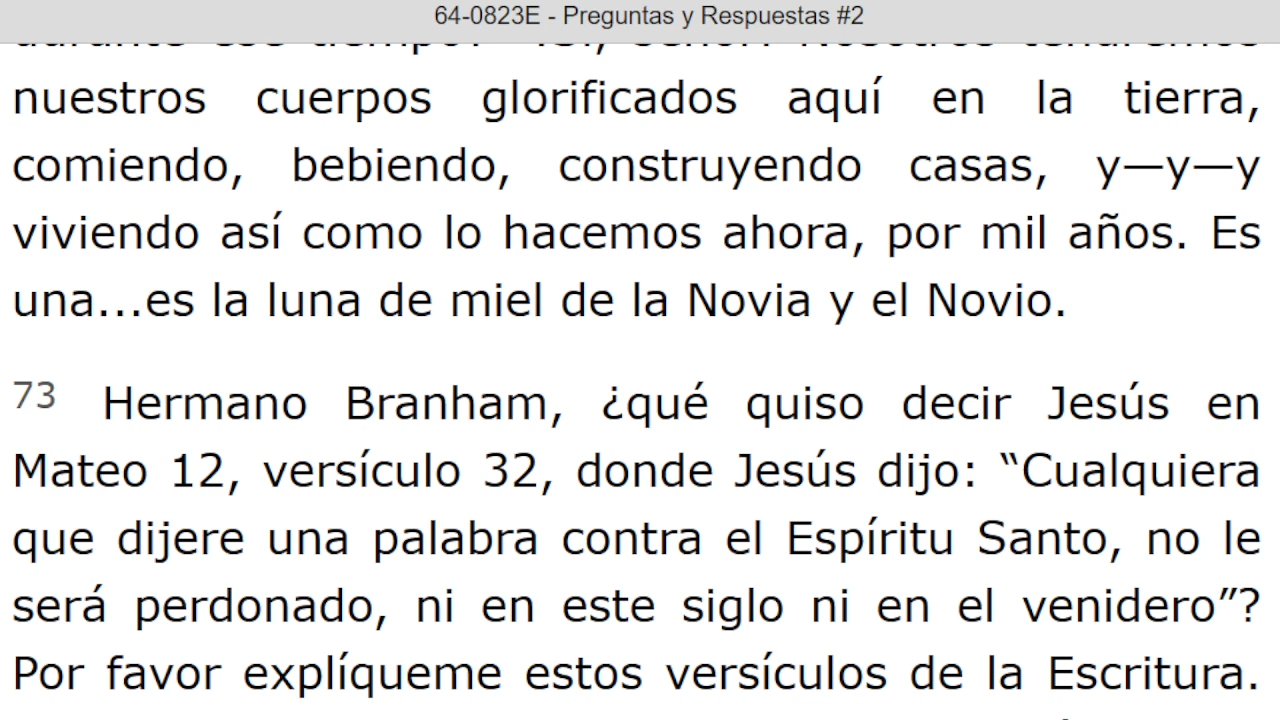 64-0823E - Preguntas y Respuestas #2
nuestros cuerpos glorificados aquí en la tierra,
comiendo, bebiendo, construyendo casas, y—y—y
viviendo así como lo hacemos ahora, por mil años. Es
una...es la luna de miel de la Novia y el Novio.
73 Hermano Branham, ¿qué quiso decir Jesús en
Mateo 12, versículo 32, donde Jesús dijo: “Cualquiera
que dijere una palabra contra el Espíritu Santo, no le
será perdonado, ni en este siglo ni en el venidero”?
Por favor explíqueme estos versículos de la Escritura.